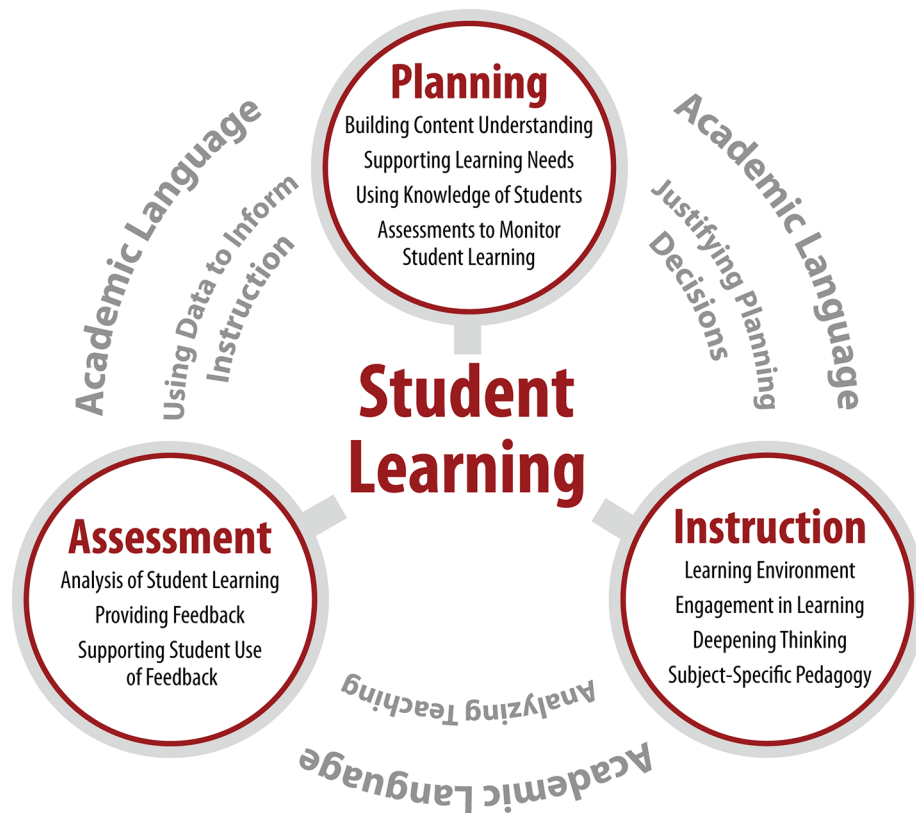 Planning
Building Content Understanding
Supporting Learning Needs
Using Knowledge of Students
Assessments to Monitor
Student Learning
Academic Language
Using Data to Inform
Instruction
Academic Language
Justifying Planning
Decisions
Student
Learning
Assessment
Analysis of Student Learning
Providing Feedback
Supporting Student Use
of Feedback
Instruction
Learning Environment
Engagement in Learning
Deepening Thinking
Subject-Specific Pedagogy
Analyzing Teaching
Academic Language